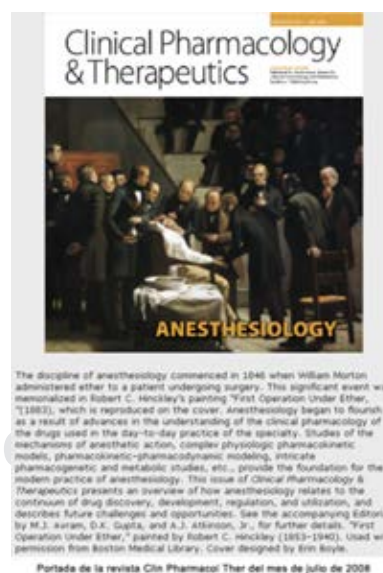 Clinical Pharmacology
& Therapeutics
ANESTHESIOLOGY
The discipline of anesthesiology commenced in 1846 when William Morton
administered ether to a patient undergoing surgery. This significant event w
memorialized in Robert C. Hinckley's painting "First Operation Under Ether,
"(1883), which is reproduced on the cover. Anesthesiology began to flourish
as a result of advances in the understanding of the clinical pharmacology of
the drugs used in the day-to-day practice of the specialty. Studies of the
mechanisms of anesthetic action, complex physiologic pharmacokinetic
models, pharmacokinetic-pharmacodynamic modeling, intricate
pharmacogenetic and metabolic studies, etc., provide the foundation for the
modern practice of anesthesiology. This issue of Clinical Pharmacology &
Therapeutics presents an overview of how anesthesiology relates to the
continuum of drug discovery, development, regulation, and utilization, and
describes future challenges and opportunities. See the accompanying Editoria
by M.J. Avram, D.K. Gupta, and A.J. Atkinson, Jr., for further details. "First
Operation Under Ether," painted by Robert C. Hinckley (1853-1940). Used wi
permission from Boston Medical Library. Cover designed by Erin Boyle.
Portada de la revista Clin Pharmacol Ther del mes de julio de 2008